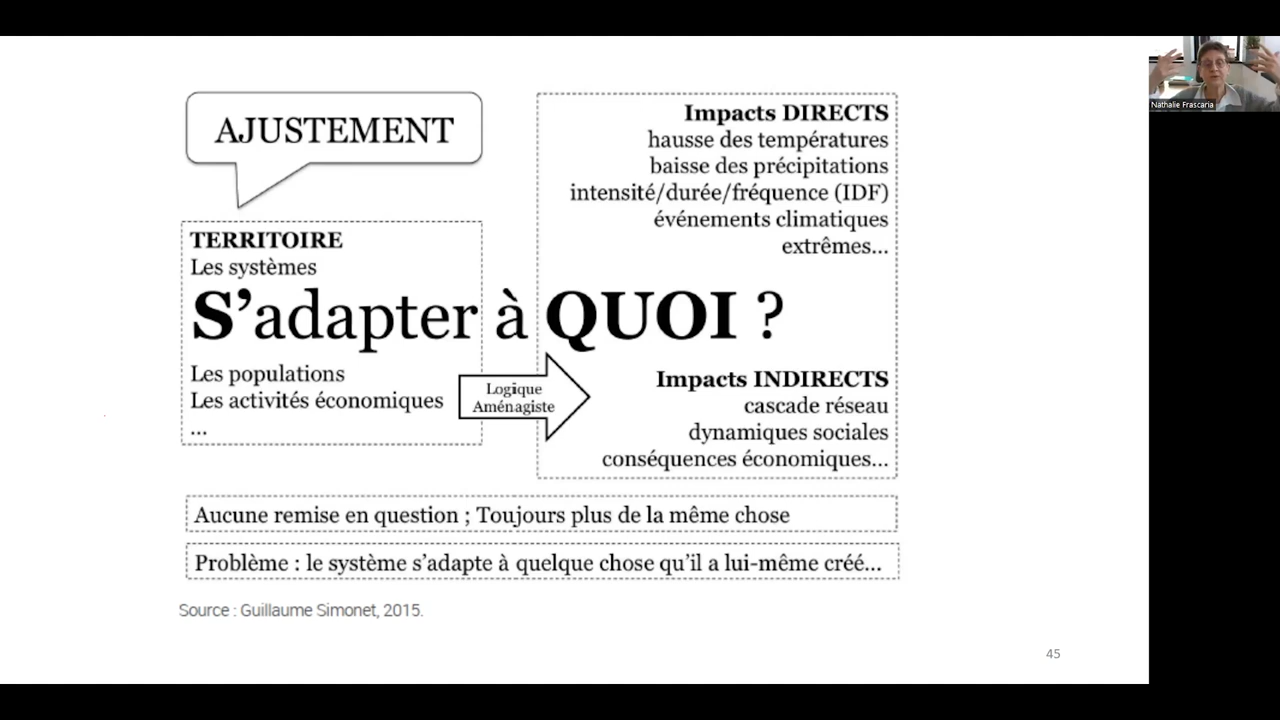 AJUSTEMENT
TERRITOIRE
Les systèmes
S'adapter à QUOI ?
Les populations
Les activités économiques
...
Logique
Aménagiste
Impacts DIRECTS
hausse des températures
baisse des précipitations
intensité/durée/fréquence (IDF)
événements climatiques
extrêmes...
Impacts INDIRECTS
cascade réseau
dynamiques sociales
conséquences économiques...
Aucune remise en question ; Toujours plus de la même chose
Problème : le système s'adapte à quelque chose qu'il a lui-même créé...
Source : Guillaume Simonet, 2015.
45
Nathalie Frascaria